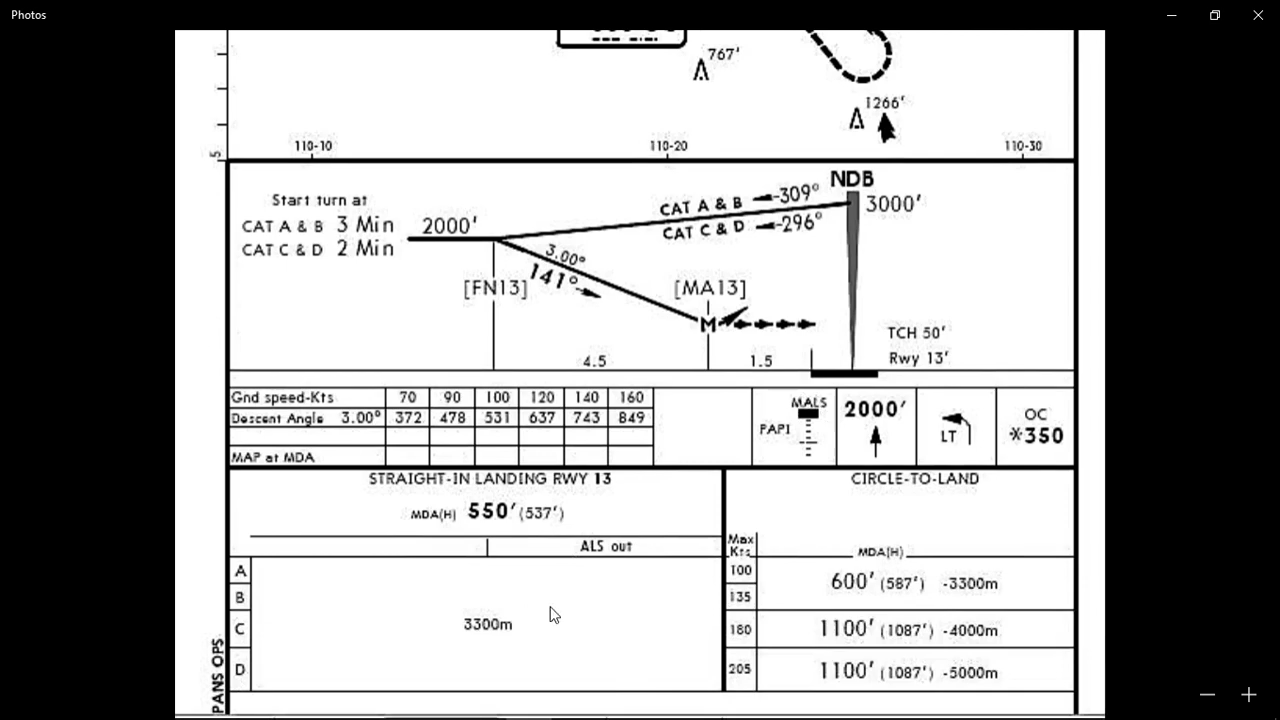 Photos
767'
1266'
5
110-10
110-20
110-30
NDB
Start turn at
CAT A & B 3 Min
CAT C & D 2 Min
2000'
CAT A & B 309°
CAT C & D 296°
3000'
3.00°
141°
[FN13]
[MA13]
M
TCH 50'
Rwy 13'
4.5
1.5
Gnd speed-Kts 70 90 100 120 140 160
Descent Angle 3.00° 372 478 531 637 743 849
MAP at MDA
MALS
PAPI
2000'
LT
OC
*350
STRAIGHT-IN LANDING RWY 13
MDA(H) 550' (537')
ALS out
A
B
C
D
3300m
CIRCLE-TO-LAND
Max
Kts
MDA(H)
100
135
600' (587') -3300m
180 1100' (1087') -4000m
205 1100' (1087') -5000m
PANS OPS